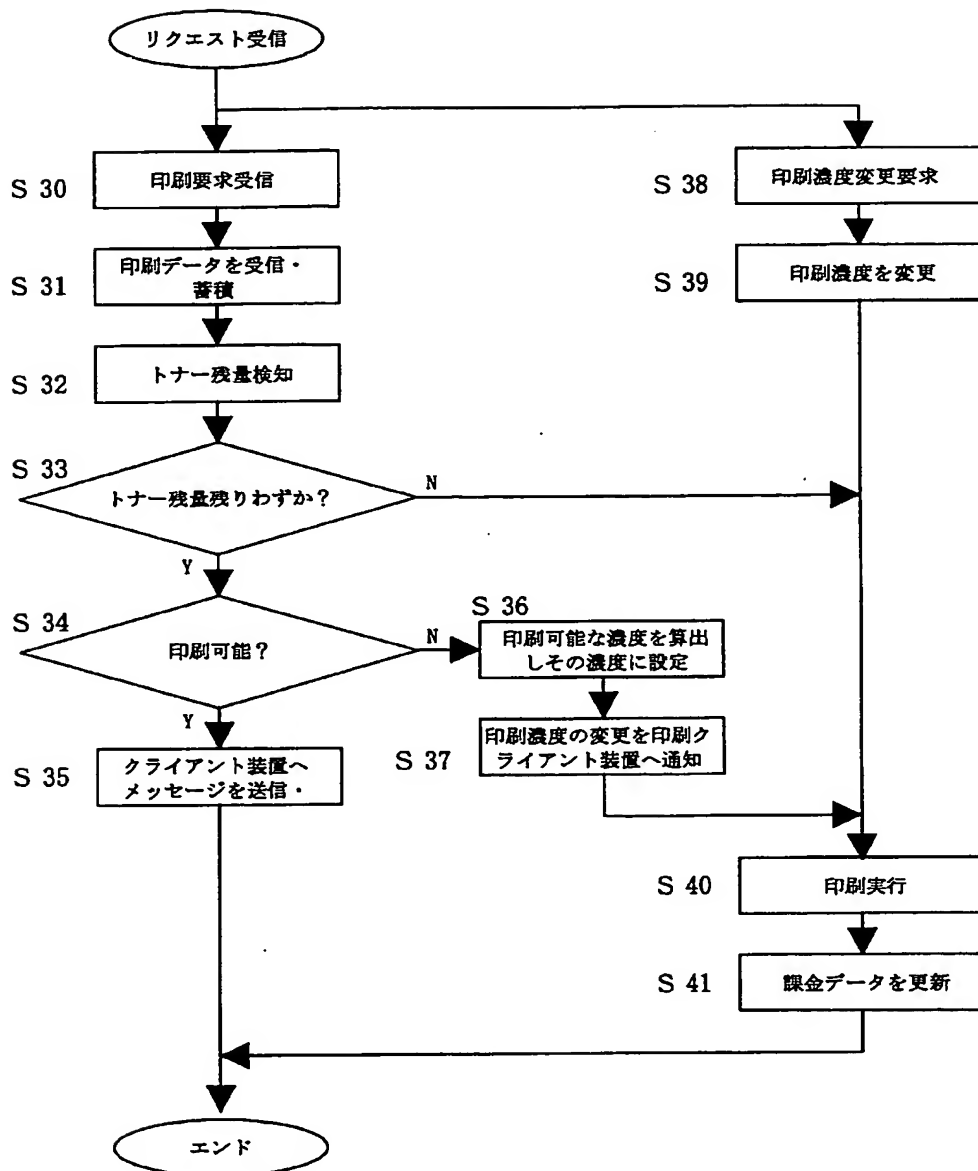 リクエスト受信
S 30
印刷要求受信
S 38
印刷濃度変更要求
S 31
印刷データを受信・
蓄積
S 39
印刷濃度を変更
S 32
トナー残量検知
S 33
トナー残量残りわずか？
N
Y
S 34
印刷可能？
N
S 36
印刷可能な濃度を算出
しその濃度に設定
Y
S 35
クライアント装置へ
メッセージを送信・
S 37
印刷濃度の変更を印刷ク
ライアント装置へ通知
S 40
印刷実行
S 41
課金データを更新
エンド